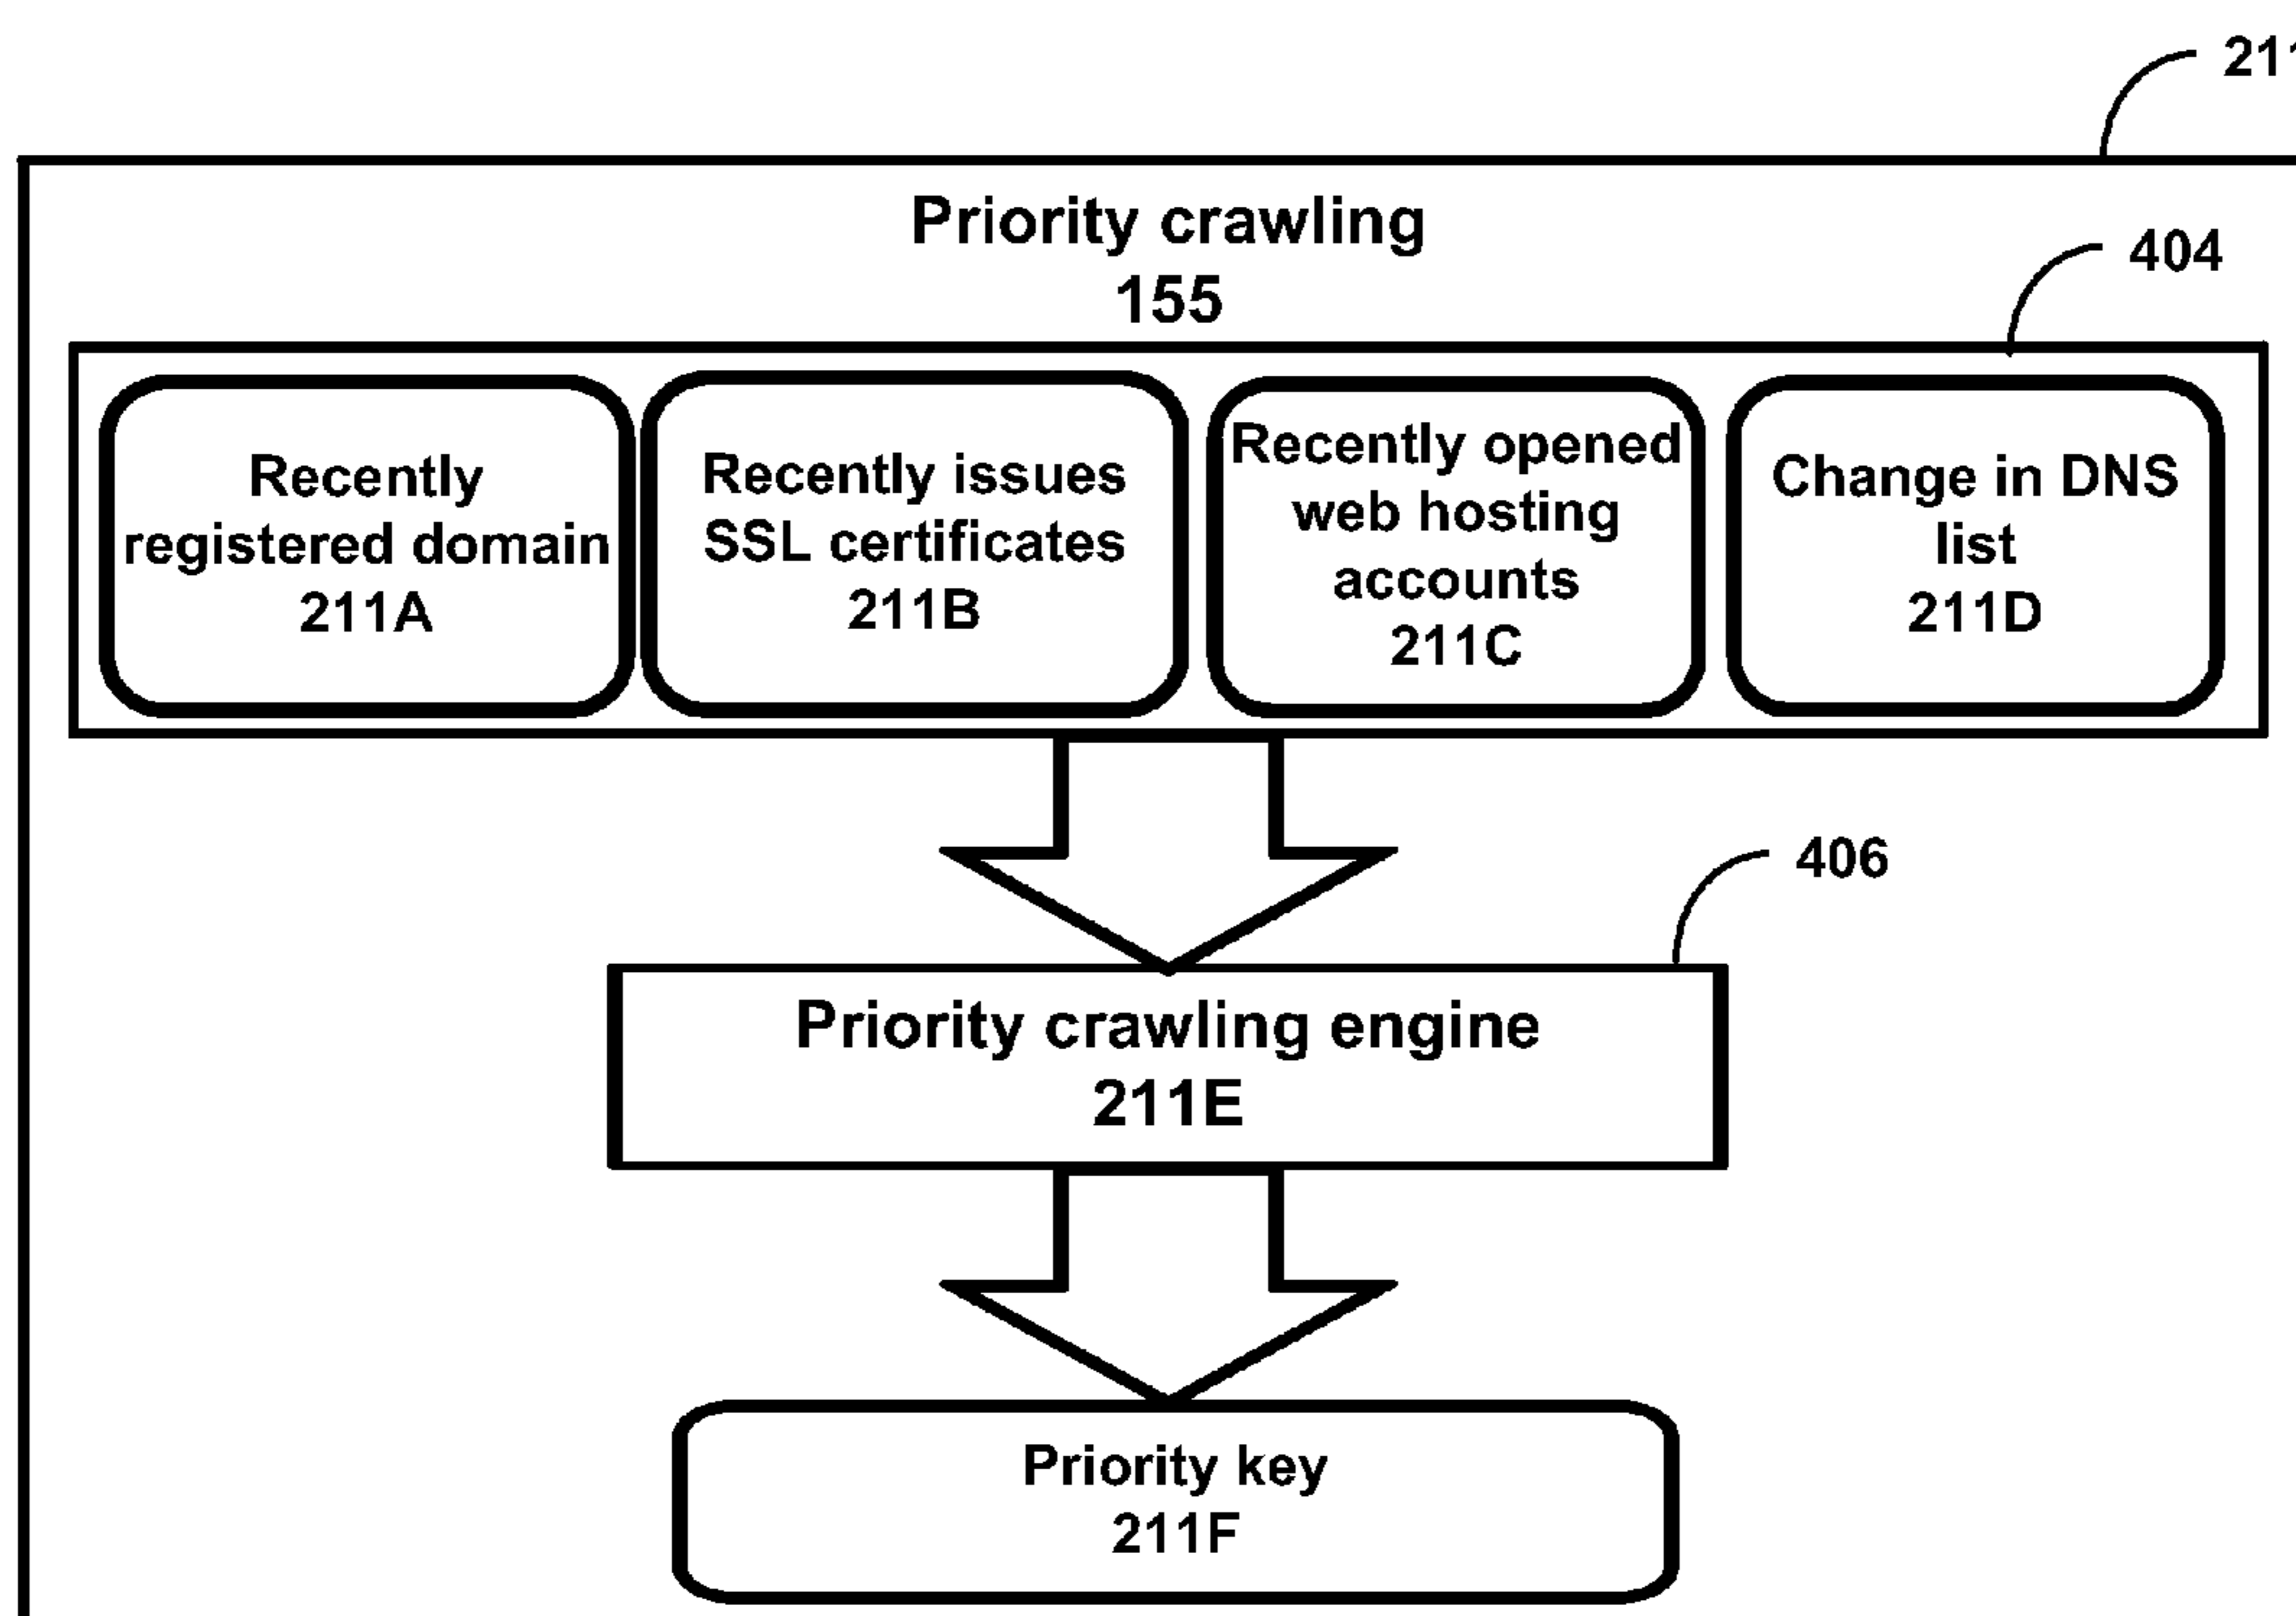 211
Priority crawling
155
404
Recently
registered domain
211A
Recently issues
SSL certificates
211B
Recently opened
web hosting
accounts
211C
Change in DNS
list
211D
406
Priority crawling engine
211E
Priority key
211F